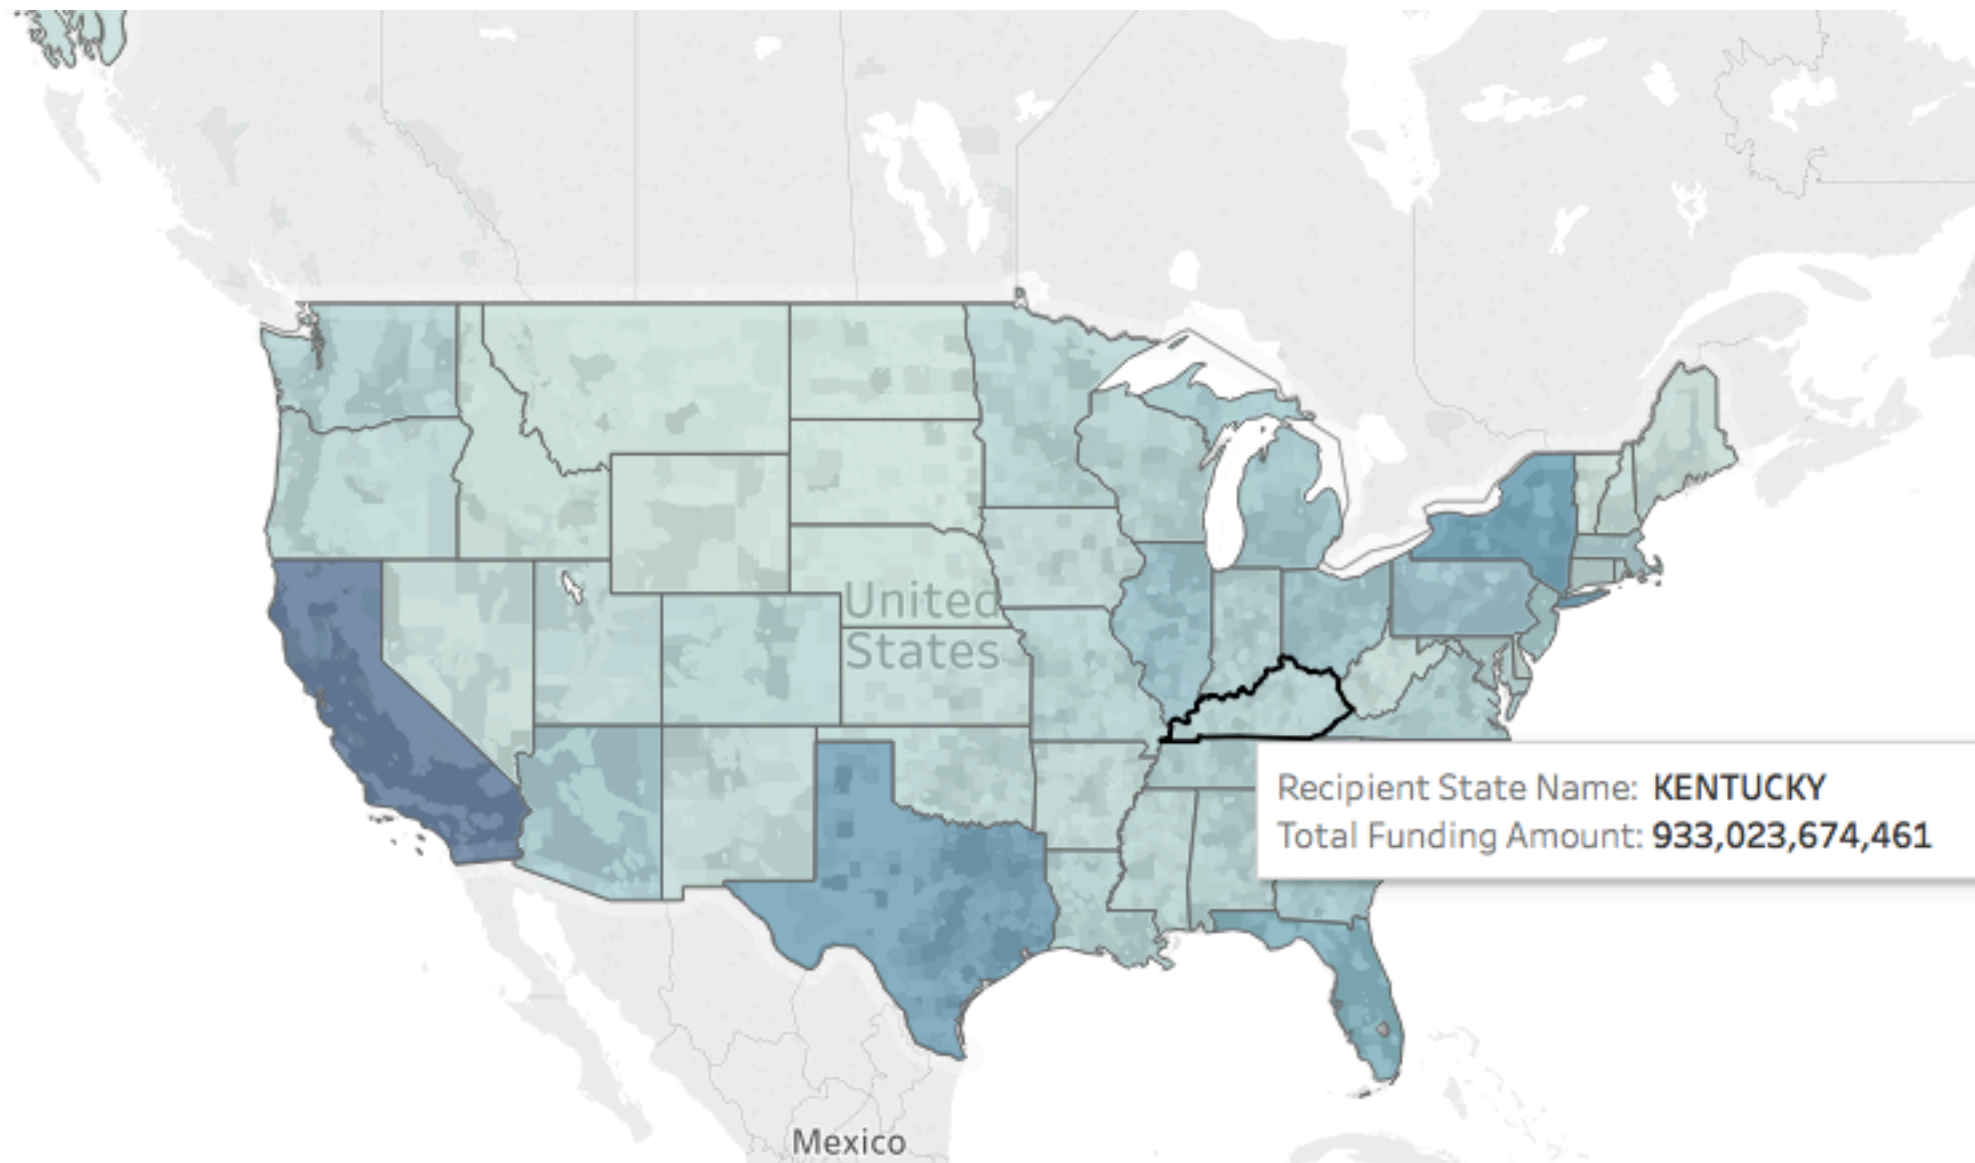 United
States
Recipient State Name: KENTUCKY
Total Funding Amount: 933,023,674,461
Mexico